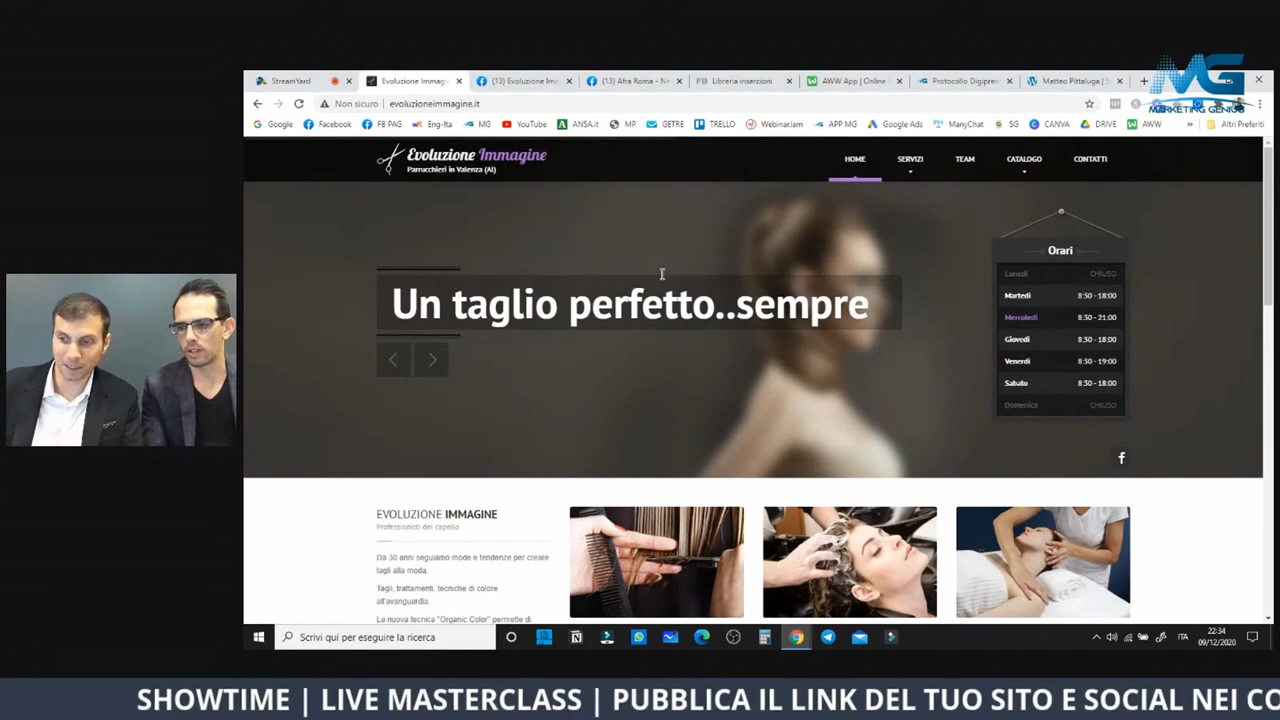 StreamYard
Evoluzione Immag
(13) Evoluzione Im
(13) Afra Roma - Ne
Libreria inserzioni
AWW App | Online
Protocollo Digipre
Matteo Pittaluga | S
MG
MARKETING GENIUS
Non sicuro | evoluzioneimmagine.it
Google Facebook FB PAG Eng-Ita MG YouTube ANSA.it MP GETRE TRELLO WebinarJam APP MG Google Ads ManyChat SG CANVA DRIVE AWW » Altri Preferiti
Evoluzione Immagine
Parrucchieri in Valenza (Al)
HOME SERVIZI TEAM CATALOGO CONTATTI
Un taglio perfetto..sempre
Orari
Lunedì CHIUSO
Martedì 8:30 - 18:00
Mercoledì 8:30 - 21:00
Giovedì 8:30 - 18:00
Venerdì 8:30 - 19:00
Sabato 8:30 - 18:00
Domenica CHIUSO
EVOLUZIONE IMMAGINE
Professionisti del capello
Da 30 anni seguiamo mode e tendenze per creare
tagli alla moda.
Tagli, trattamenti, tecniche di colore
all'avanguardia.
La nuova tecnica "Organic Color" permette di
Scrivi qui per eseguire la ricerca
ITA
22:34
09/12/2020
SHOWTIME | LIVE MASTERCLASS | PUBBLICA IL LINK DEL TUO SITO E SOCIAL NEI CO